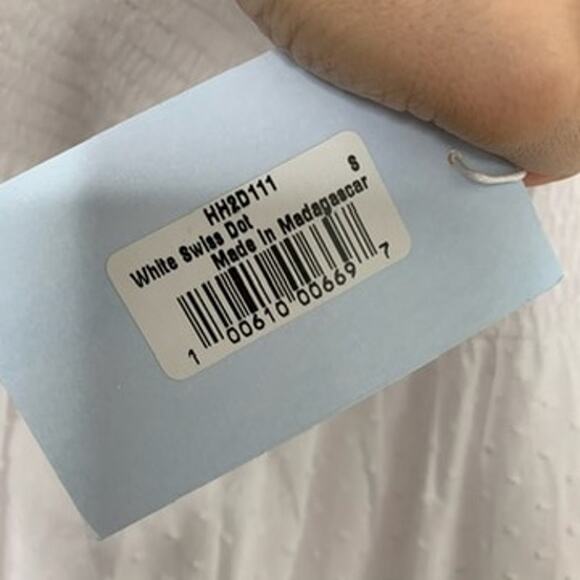 HH2D111 S
White Swiss Dot
Made in Madagascar
1 00610 00669 7